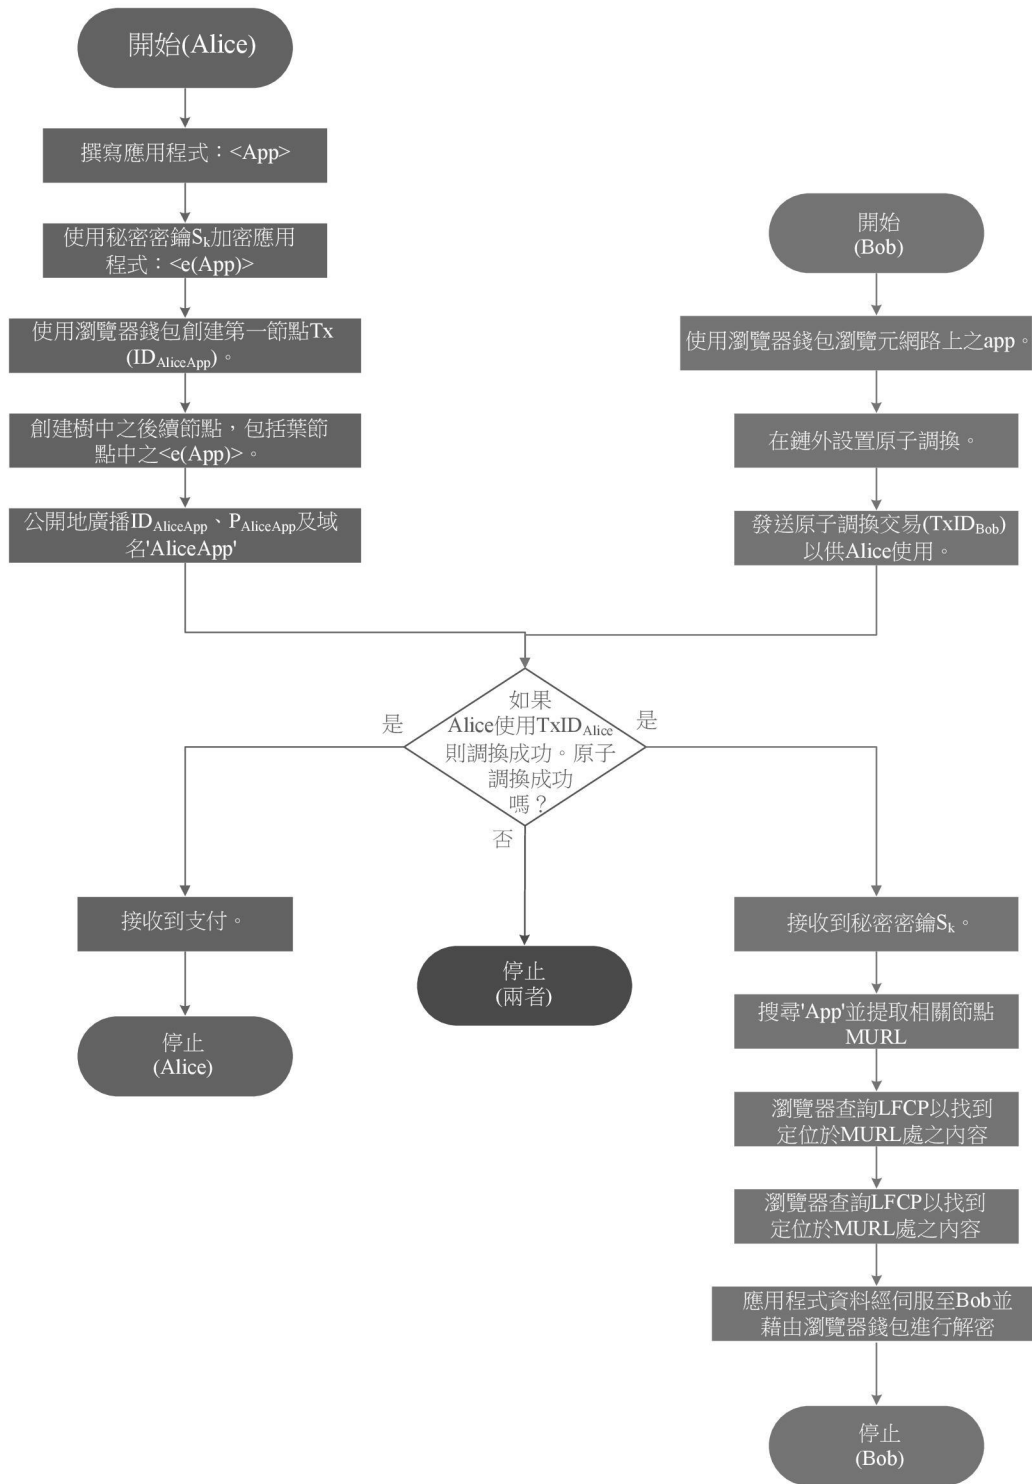 開始(Alice)
撰寫應用程式：<App>
使用秘密密鑰Sk加密應用
程式：<e(App)>
使用瀏覽器錢包創建第一節點Tx
(IDAliceApp)。
創建樹中之後續節點，包括葉節
點中之<e(App)>。
公開地廣播IDAliceApp、PAliceApp及域
名'AliceApp'
開始
(Bob)
使用瀏覽器錢包瀏覽元網路上之app。
在鏈外設置原子調換。
發送原子調換交易(TxIDBob)
以供Alice使用。
如果
Alice使用TxIDAlice
則調換成功。原子
調換成功
嗎？
是
是
否
接收到支付。
停止
(Alice)
停止
(兩者)
接收到秘密密鑰Sk。
搜尋'App'並提取相關節點
MURL
瀏覽器查詢LFCP以找到
定位於MURL處之內容
瀏覽器查詢LFCP以找到
定位於MURL處之內容
應用程式資料經伺服至Bob並
藉由瀏覽器錢包進行解密
停止
(Bob)